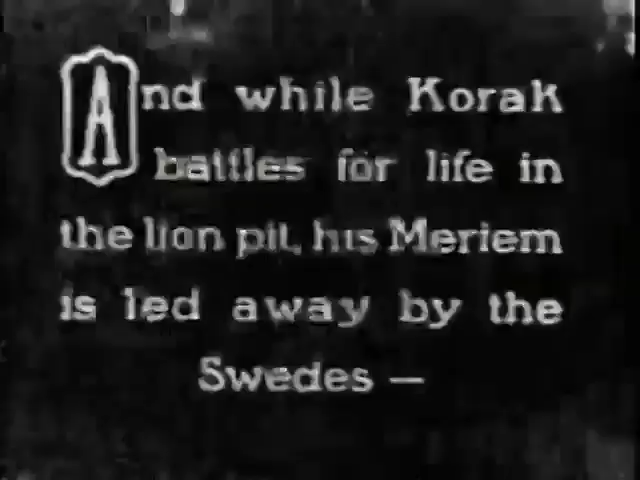 And while Korak
battles for life in
the lion pit, his Meriem
is led away by the
Swedes —